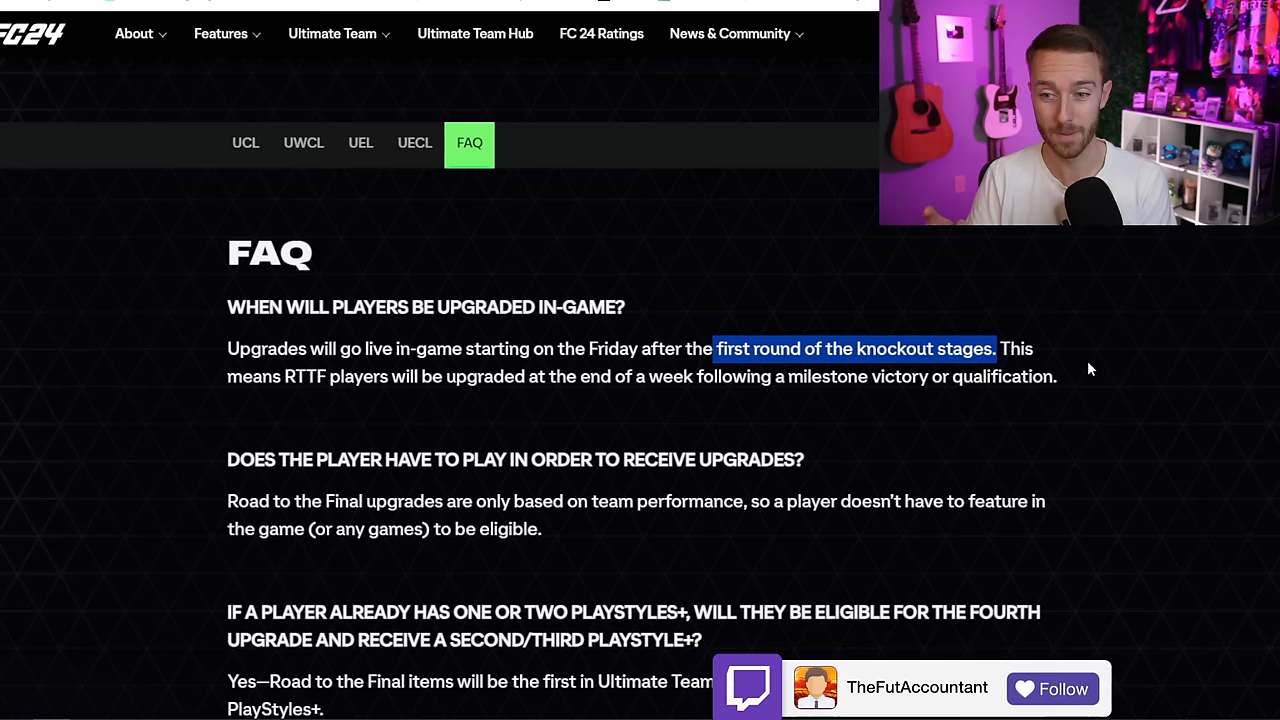 FC24
About
Features
Ultimate Team
Ultimate Team Hub
FC 24 Ratings
News & Community
UCL
UWCL
UEL
UECL
FAQ
FAQ
WHEN WILL PLAYERS BE UPGRADED IN-GAME?
Upgrades will go live in-game starting on the Friday after the first round of the knockout stages. This
means RTTF players will be upgraded at the end of a week following a milestone victory or qualification.
DOES THE PLAYER HAVE TO PLAY IN ORDER TO RECEIVE UPGRADES?
Road to the Final upgrades are only based on team performance, so a player doesn't have to feature in
the game (or any games) to be eligible.
IF A PLAYER ALREADY HAS ONE OR TWO PLAYSTYLES+, WILL THEY BE ELIGIBLE FOR THE FOURTH
UPGRADE AND RECEIVE A SECOND/THIRD PLAYSTYLE+?
Yes—Road to the Final items will be the first in Ultimate Team
PlayStyles+.
TheFutAccountant
Follow